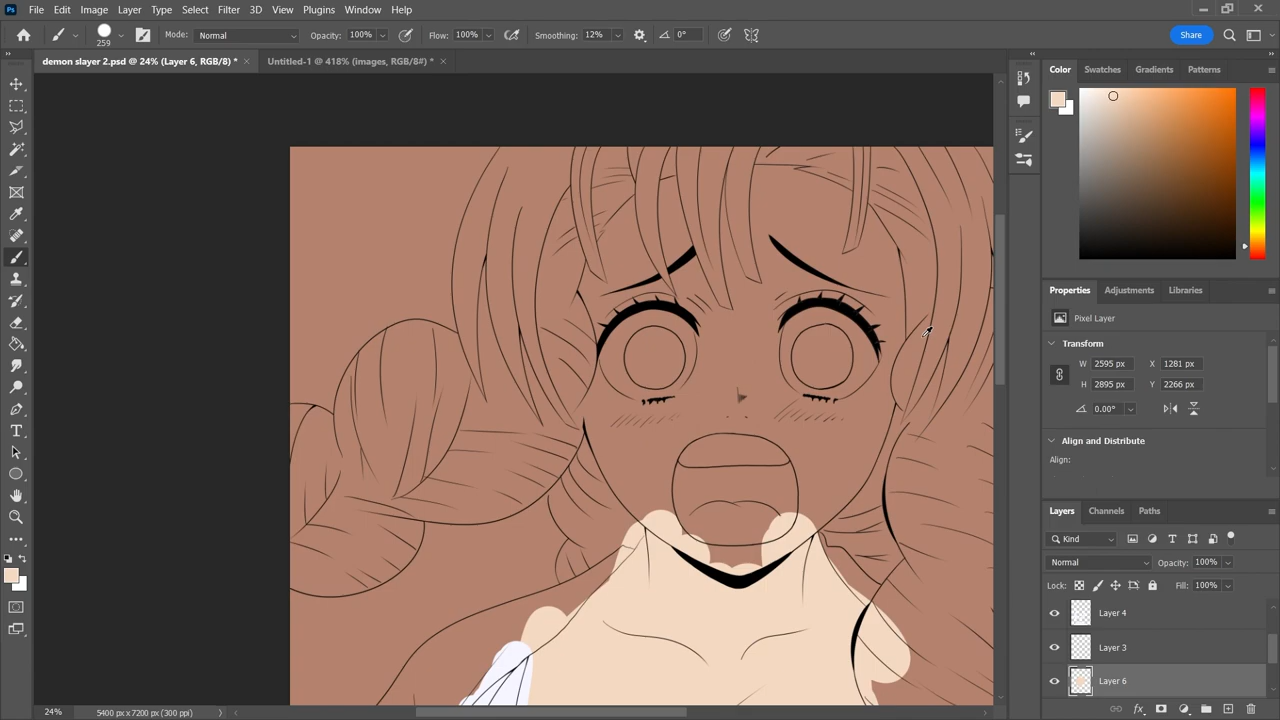 Ps File Edit Image Layer Type Select Filter 3D View Plugins Window Help
259 Mode: Normal Opacity: 100% Flow: 100% Smoothing: 12% 0° Share
demon slayer 2.psd @ 24% (Layer 6, RGB/8) * × Untitled-1 @ 418% (images, RGB/8#) * ×
Color Swatches Gradients Patterns
Properties Adjustments Libraries
Pixel Layer
Transform
W 2595 px X 1281 px
H 2895 px Y 2266 px
0.00°
Align and Distribute
Align:
Layers Channels Paths
Kind
Normal Opacity: 100%
Lock: Fill: 100%
Layer 4
Layer 3
Layer 6
24% 5400 px x 7200 px (300 ppi)